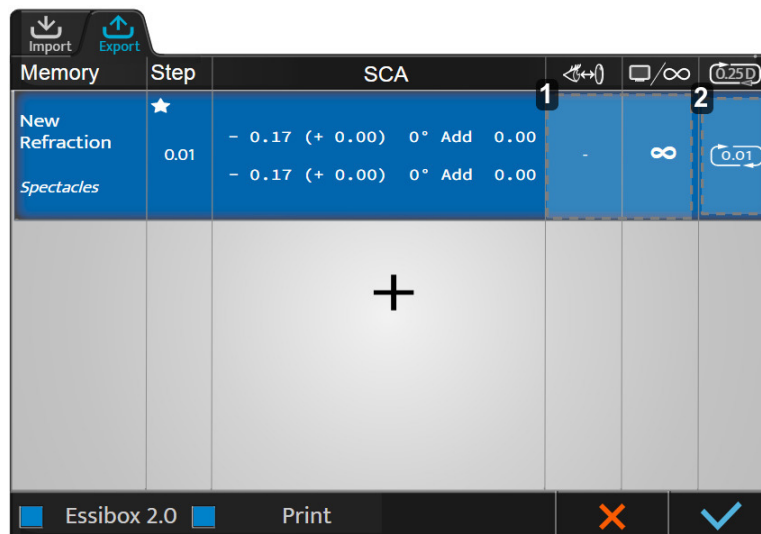 Import Export
Memory Step SCA /∞ 0.25D
1 2
New
Refraction
Spectacles
0.01
- 0.17 (+ 0.00) 0° Add 0.00
- 0.17 (+ 0.00) 0° Add 0.00
- ∞ 0.01
+
Essibox 2.0 Print